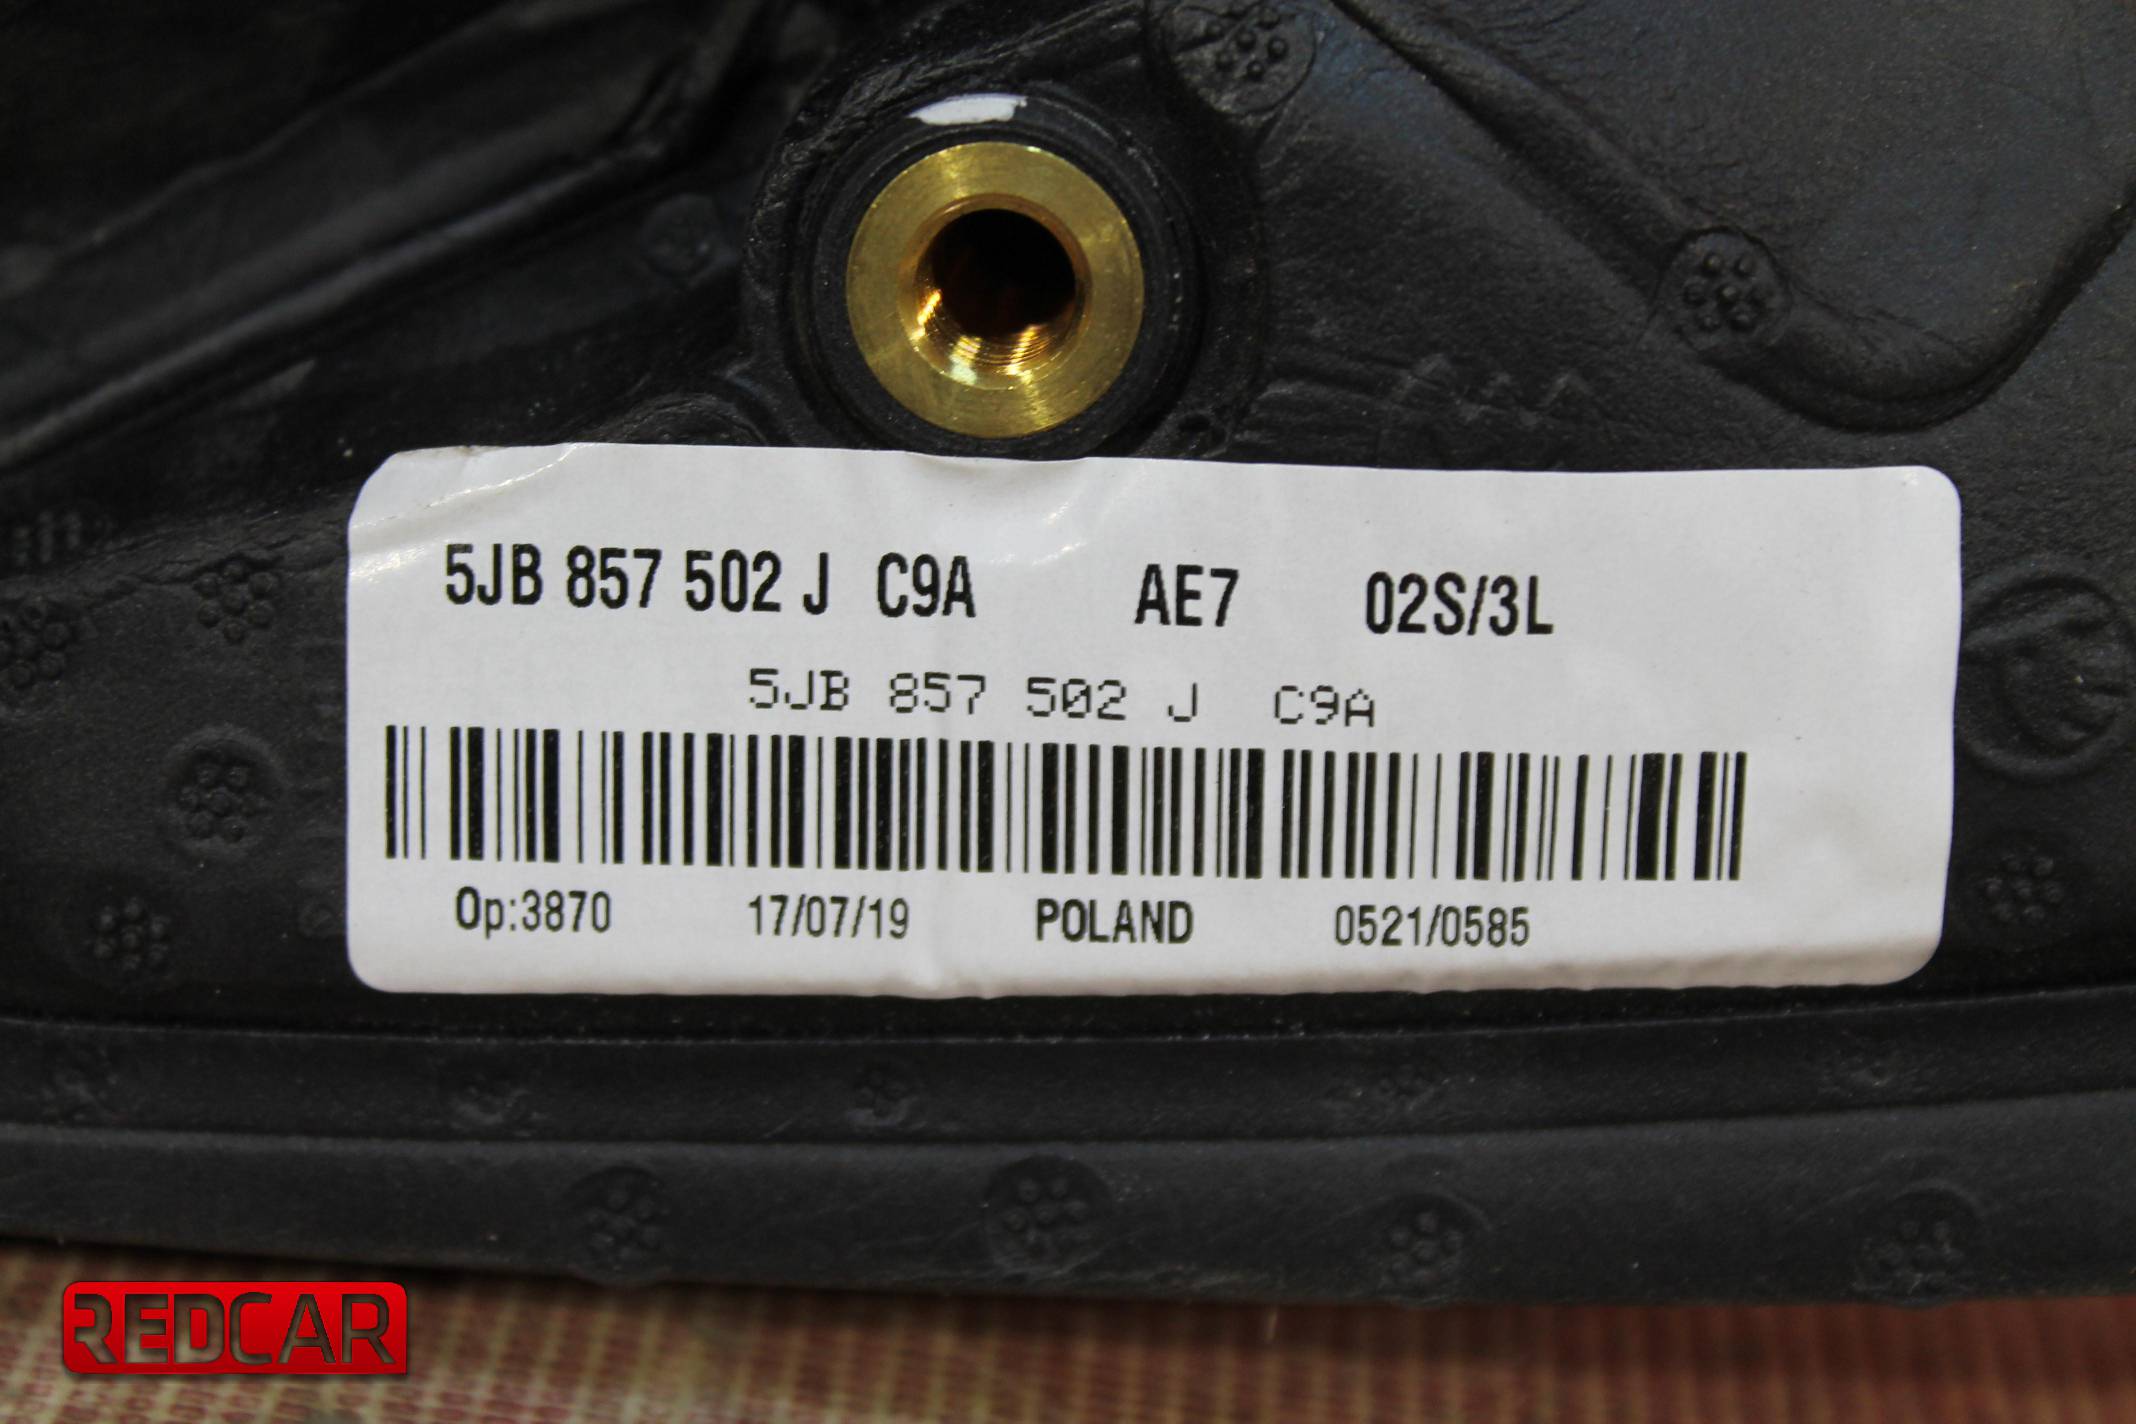 5JB 857 502 J C9A AE7 02S/3L
5JB 857 502 J C9A
Op:3870 17/07/19 POLAND 0521/0585
REDCAR